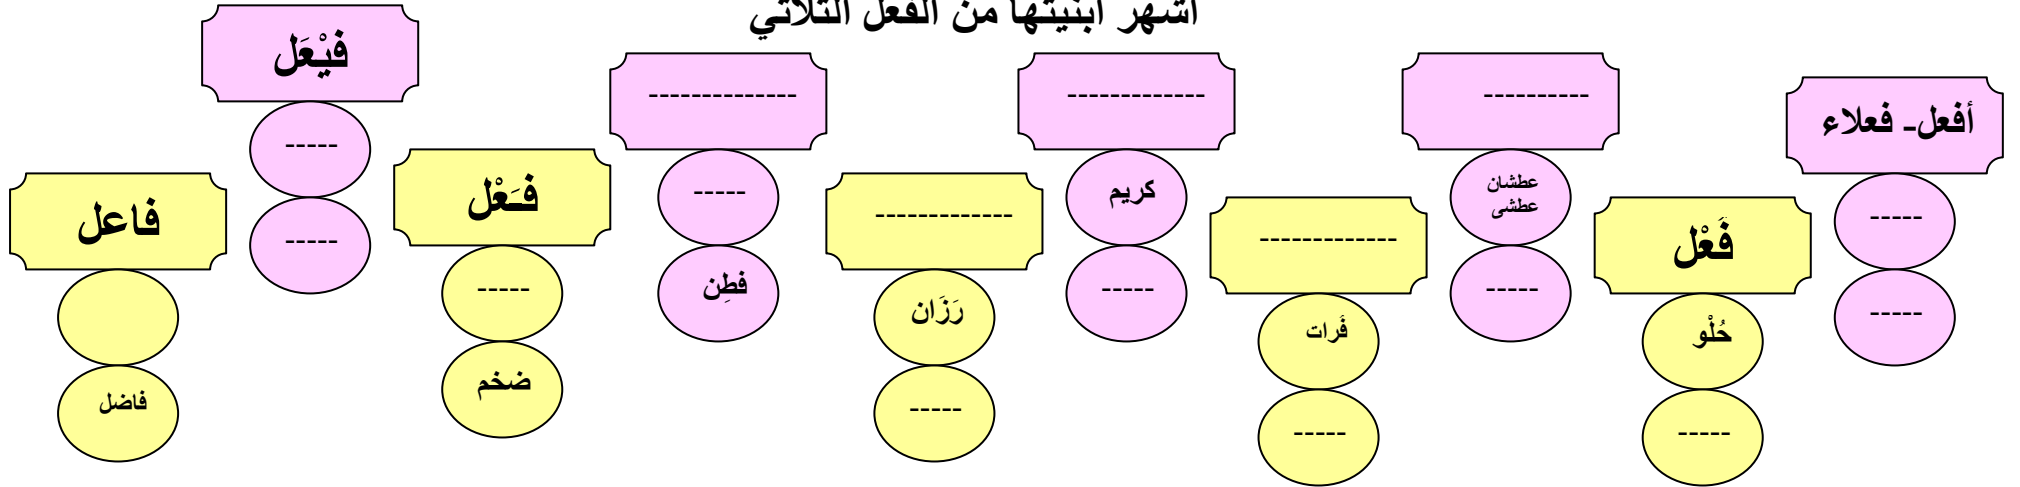 أشهر أبنيتها من الفعل الثلاثي
أفعل- فعلاء
-----
-----
فَعْل
حُلْو
-----
----------
عطشان
عطشى
-----
-------------
فُرات
-----
-------------
كريم
-----
-------------
رَزَان
-----
--------------
-----
فطِن
فـَعْل
-----
ضخم
فيْعَل
-----
-----
فاعل
فاضل